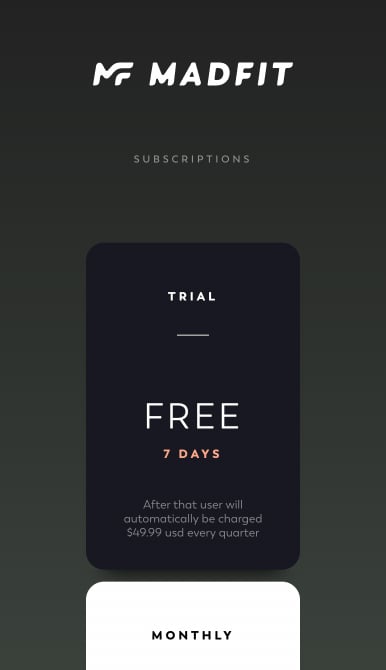 MF MADFIT
SUBSCRIPTIONS
TRIAL
FREE
7 DAYS
After that user will
automatically be charged
$49.99 usd every quarter
MONTHLY